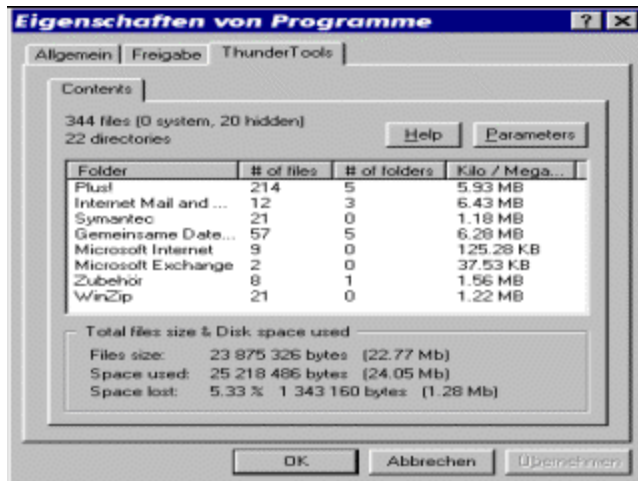 Eigenschaften von Programme
Allgemein Freigabe ThunderTools
Contents
344 files (0 system, 20 hidden)
22 directories
Help Parameters
Folder # of files # of folders Kilo / Mega...
Plus! 214 5 5.93 MB
Internet Mail and ... 12 3 6.43 MB
Symantec 21 0 1.18 MB
Gemeinsame Date... 57 5 6.28 MB
Microsoft Internet 9 0 125.28 KB
Microsoft Exchange 2 0 37.53 KB
Zubehör 8 1 1.56 MB
WinZip 21 0 1.22 MB
Total files size & Disk space used
Files size: 23 875 326 bytes (22.77 Mb)
Space used: 25 218 486 bytes (24.05 Mb)
Space lost: 5.33 % 1 343 160 bytes (1.28 Mb)
OK Abbrechen Übernehmen